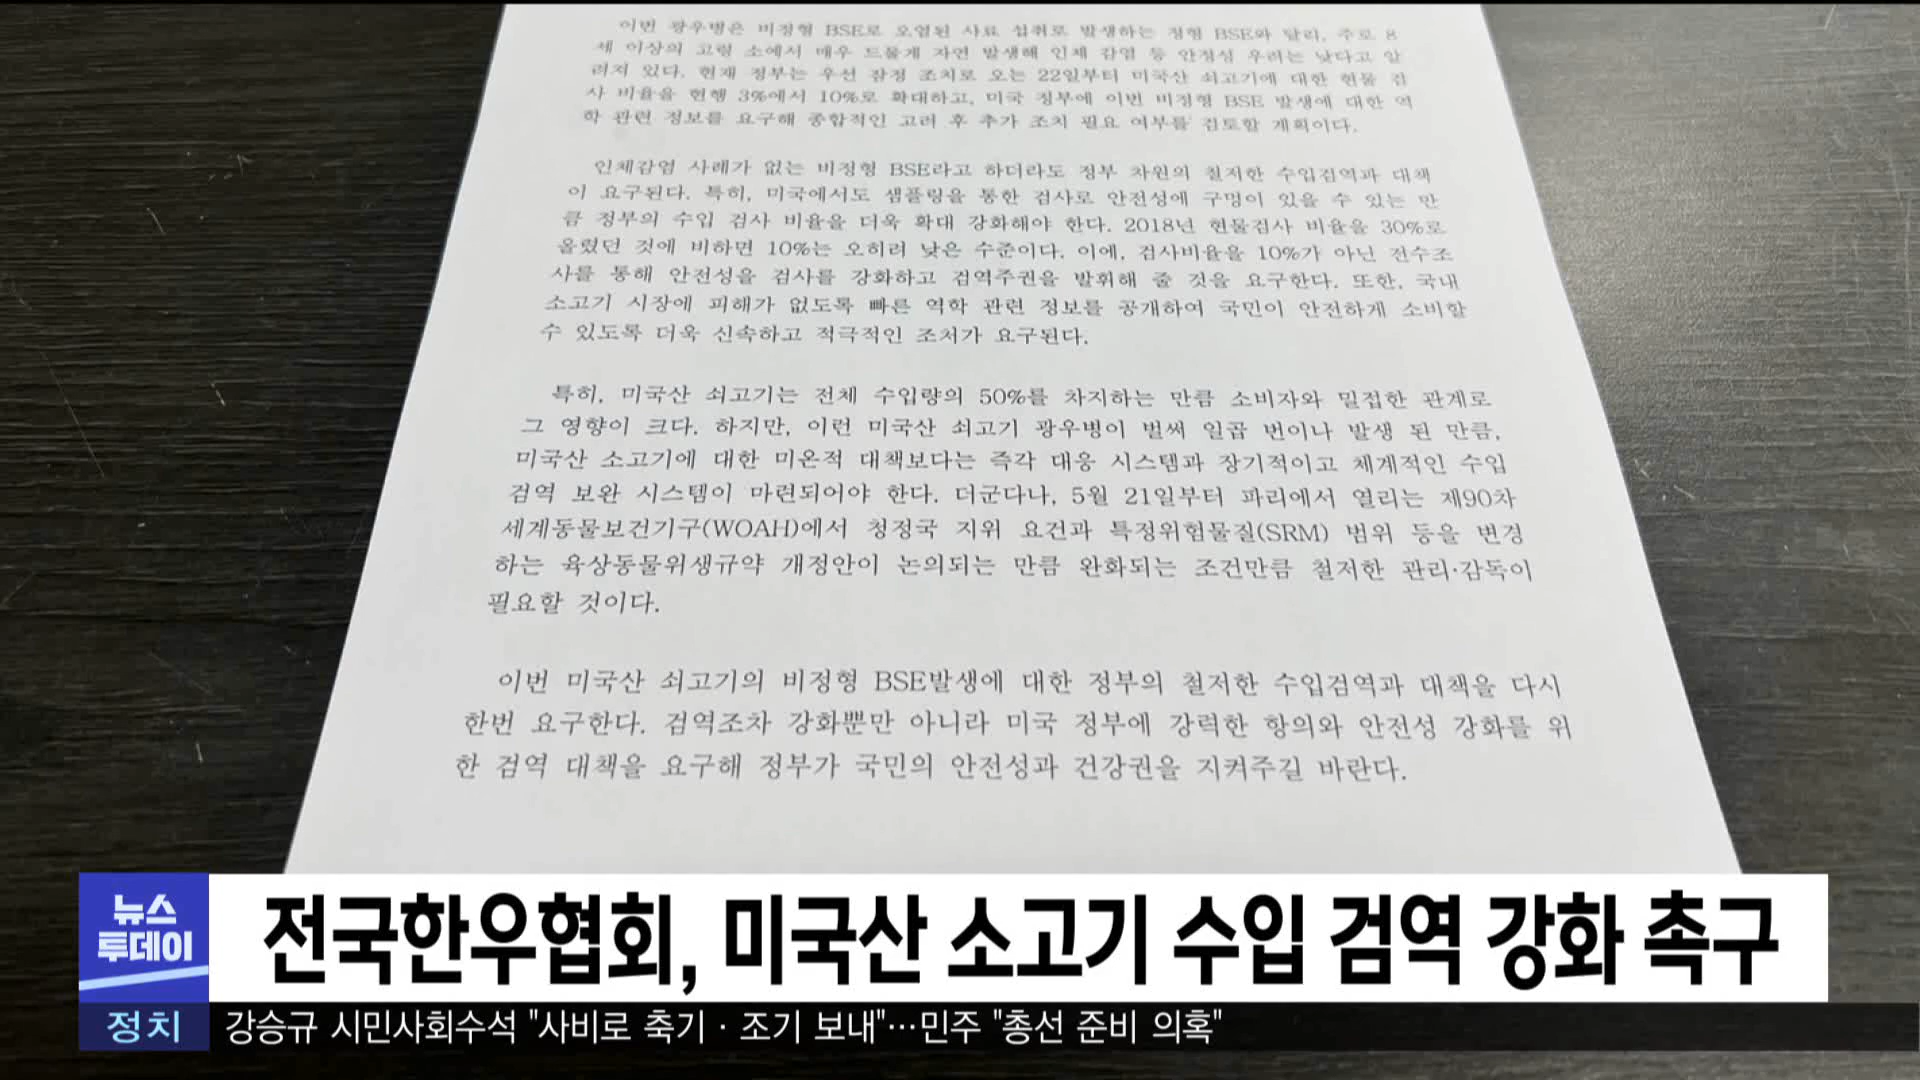 이번 광우병은 비정형 BSE로 오염된 사료 섭취로 발생하는 정형 BSE와 달리, 주로 8
세 이상의 고령 소에서 매우 드물게 자연 발생해 인체 감염 등 안정성 우려는 낮다고 알
려져 있다. 현재 정부는 우선 잠정 조치로 오는 22일부터 미국산 쇠고기에 대한 현물 검
사 비율을 현행 3%에서 10%로 확대하고, 미국 정부에 이번 비정형 BSE 발생에 대한 역
학 관련 정보를 요구해 종합적인 고려 후 추가 조치 필요 여부를 검토할 계획이다.
인체감염 사례가 없는 비정형 BSE라고 하더라도 정부 차원의 철저한 수입검역과 대책
이 요구된다. 특히, 미국에서도 샘플링을 통한 검사로 안전성에 구멍이 있을 수 있는 만
큼 정부의 수입 검사 비율을 더욱 확대 강화해야 한다. 2018년 현물검사 비율을 30%로
올렸던 것에 비하면 10%는 오히려 낮은 수준이다. 이에, 검사비율을 10%가 아닌 전수조
사를 통해 안전성을 검사를 강화하고 검역주권을 발휘해 줄 것을 요구한다. 또한, 국내
소고기 시장에 피해가 없도록 빠른 역학 관련 정보를 공개하여 국민이 안전하게 소비할
수 있도록 더욱 신속하고 적극적인 조처가 요구된다.
특히, 미국산 쇠고기는 전체 수입량의 50%를 차지하는 만큼 소비자와 밀접한 관계로
그 영향이 크다. 하지만, 이런 미국산 쇠고기 광우병이 벌써 일곱 번이나 발생 된 만큼,
미국산 소고기에 대한 미온적 대책보다는 즉각 대응 시스템과 장기적이고 체계적인 수입
검역 보완 시스템이 마련되어야 한다. 더군다나, 5월 21일부터 파리에서 열리는 제90차
세계동물보건기구(WOAH)에서 청정국 지위 요건과 특정위험물질(SRM) 범위 등을 변경
하는 육상동물위생규약 개정안이 논의되는 만큼 완화되는 조건만큼 철저한 관리·감독이
필요할 것이다.
이번 미국산 쇠고기의 비정형 BSE발생에 대한 정부의 철저한 수입검역과 대책을 다시
한번 요구한다. 검역조차 강화뿐만 아니라 미국 정부에 강력한 항의와 안전성 강화를 위
한 검역 대책을 요구해 정부가 국민의 안전성과 건강권을 지켜주길 바란다.
뉴스
투데이
전국한우협회, 미국산 소고기 수입 검역 강화 촉구
정치 강승규 시민사회수석 "사비로 축기·조기 보내"…민주 "총선 준비 의혹"